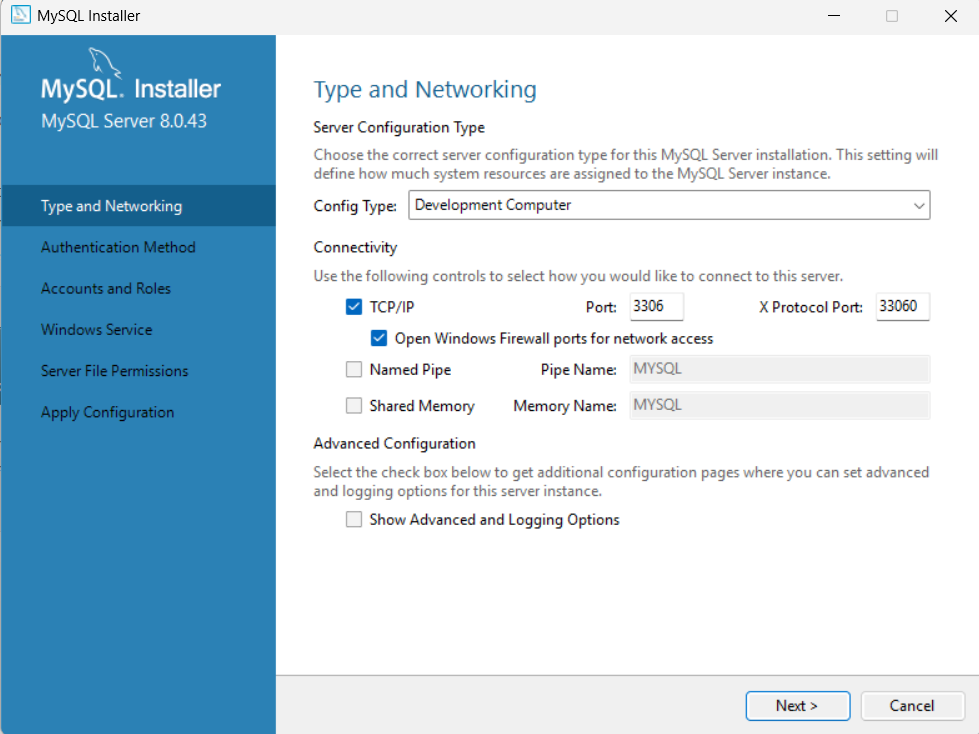 MySQL Installer
MySQL. Installer
MySQL Server 8.0.43
Type and Networking
Authentication Method
Accounts and Roles
Windows Service
Server File Permissions
Apply Configuration
Type and Networking
Server Configuration Type
Choose the correct server configuration type for this MySQL Server installation. This setting will
define how much system resources are assigned to the MySQL Server instance.
Config Type: Development Computer
Connectivity
Use the following controls to select how you would like to connect to this server.
TCP/IP Port: 3306 X Protocol Port: 33060
Open Windows Firewall ports for network access
Named Pipe Pipe Name: MYSQL
Shared Memory Memory Name: MYSQL
Advanced Configuration
Select the check box below to get additional configuration pages where you can set advanced
and logging options for this server instance.
Show Advanced and Logging Options
Next > Cancel